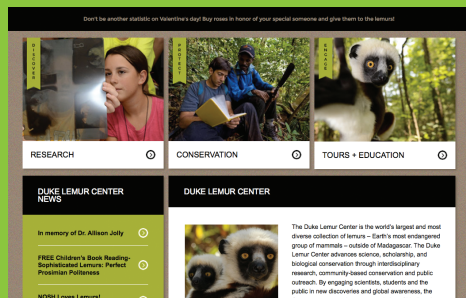 Don't be another statistic on Valentine's day! Buy roses in honor of your special someone and give them to the lemurs!
DISCOVER
PROTECT
ENGAGE
RESEARCH
CONSERVATION
TOURS + EDUCATION
DUKE LEMUR CENTER
NEWS
In memory of Dr. Allison Jolly
FREE Children's Book Reading-
Sophisticated Lemurs: Perfect
Prosimian Politeness
NOSH Loves Lemurs!
DUKE LEMUR CENTER
The Duke Lemur Center is the world's largest and most
diverse collection of lemurs – Earth's most endangered
group of mammals – outside of Madagascar. The Duke
Lemur Center advances science, scholarship, and
biological conservation through interdisciplinary
research, community-based conservation and public
outreach. By engaging scientists, students and the
public in new discoveries and global awareness, the